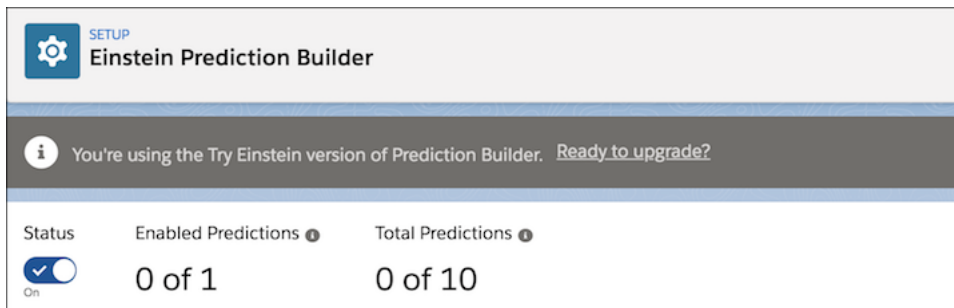 SETUP
Einstein Prediction Builder
You're using the Try Einstein version of Prediction Builder. Ready to upgrade?
Status Enabled Predictions Total Predictions
0 of 1 0 of 10
On